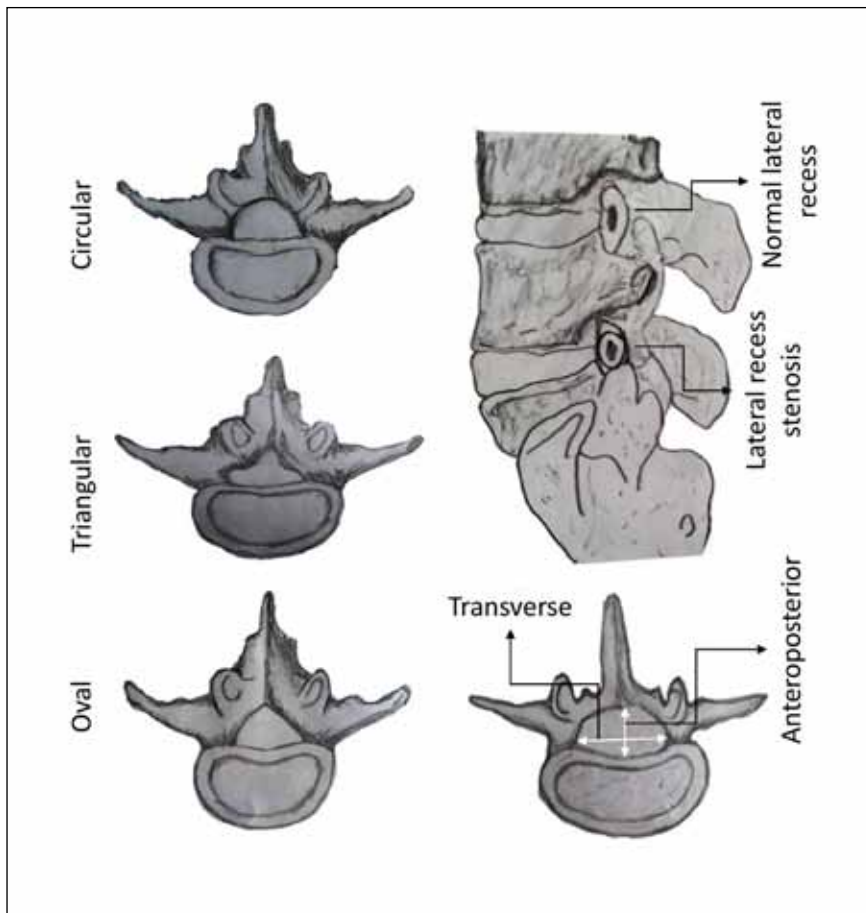 Circular
Triangular
Oval
Normal lateral
recess
Lateral recess
stenosis
Transverse
Anteroposterior